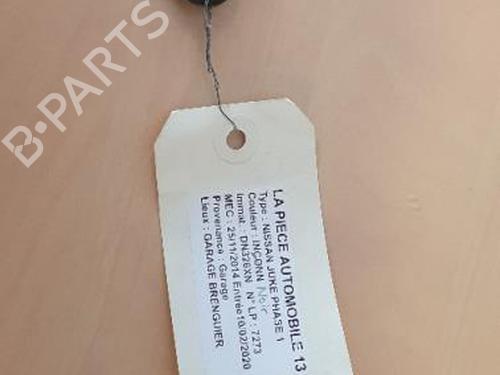 B-PARTS
LA PIECE AUTOMOBILE 13
Type : NISSAN JUKE PHASE 1
Couleur : INCONN Noir
Immat. : DN326XN N° LP : 7273
MEC : 25/11/2014 Entrée 10/02/2020
Provenance : Garage
Lieux : GARAGE BRENGUIER